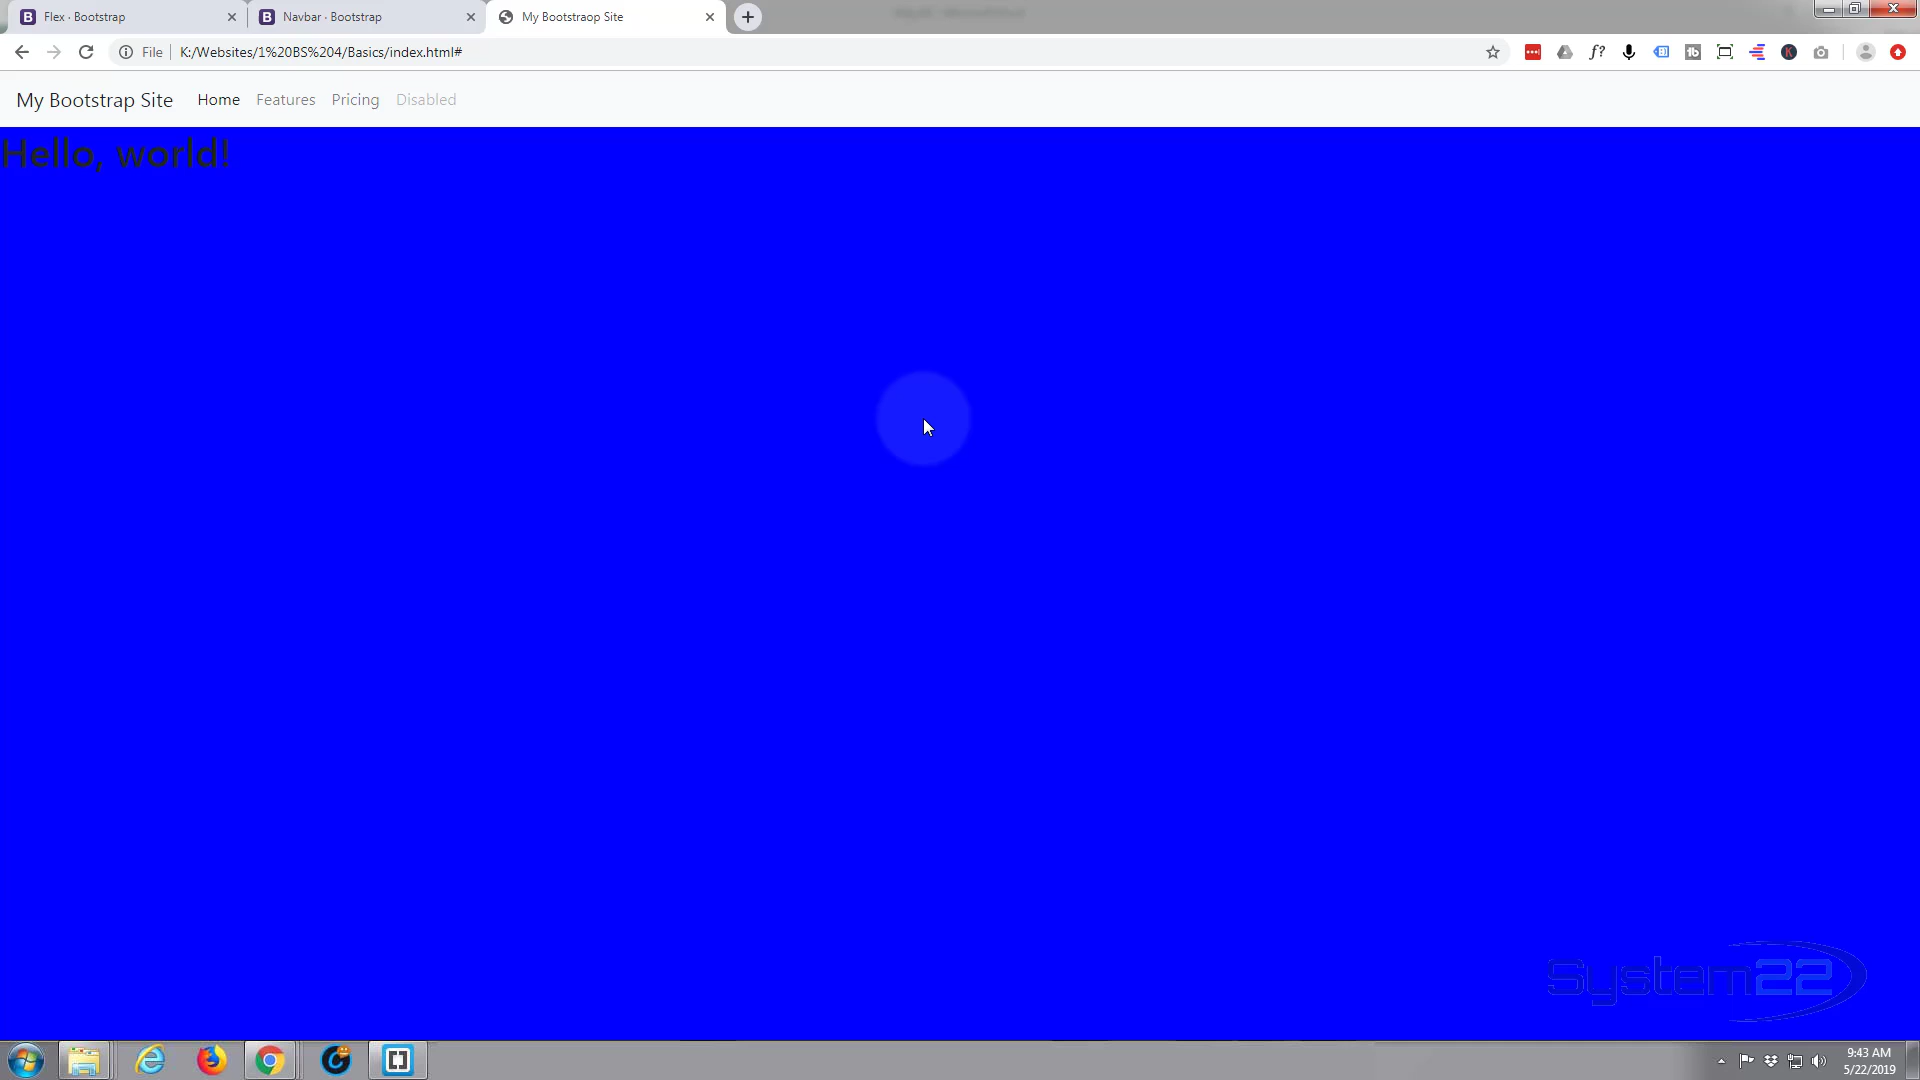 Flex · Bootstrap
Navbar · Bootstrap
My Bootstraop Site
File
K:/Websites/1%20BS%204/Basics/index.html#
My Bootstrap Site
Home
Features
Pricing
Disabled
Hello, world!
System22
9:43 AM
5/22/2019